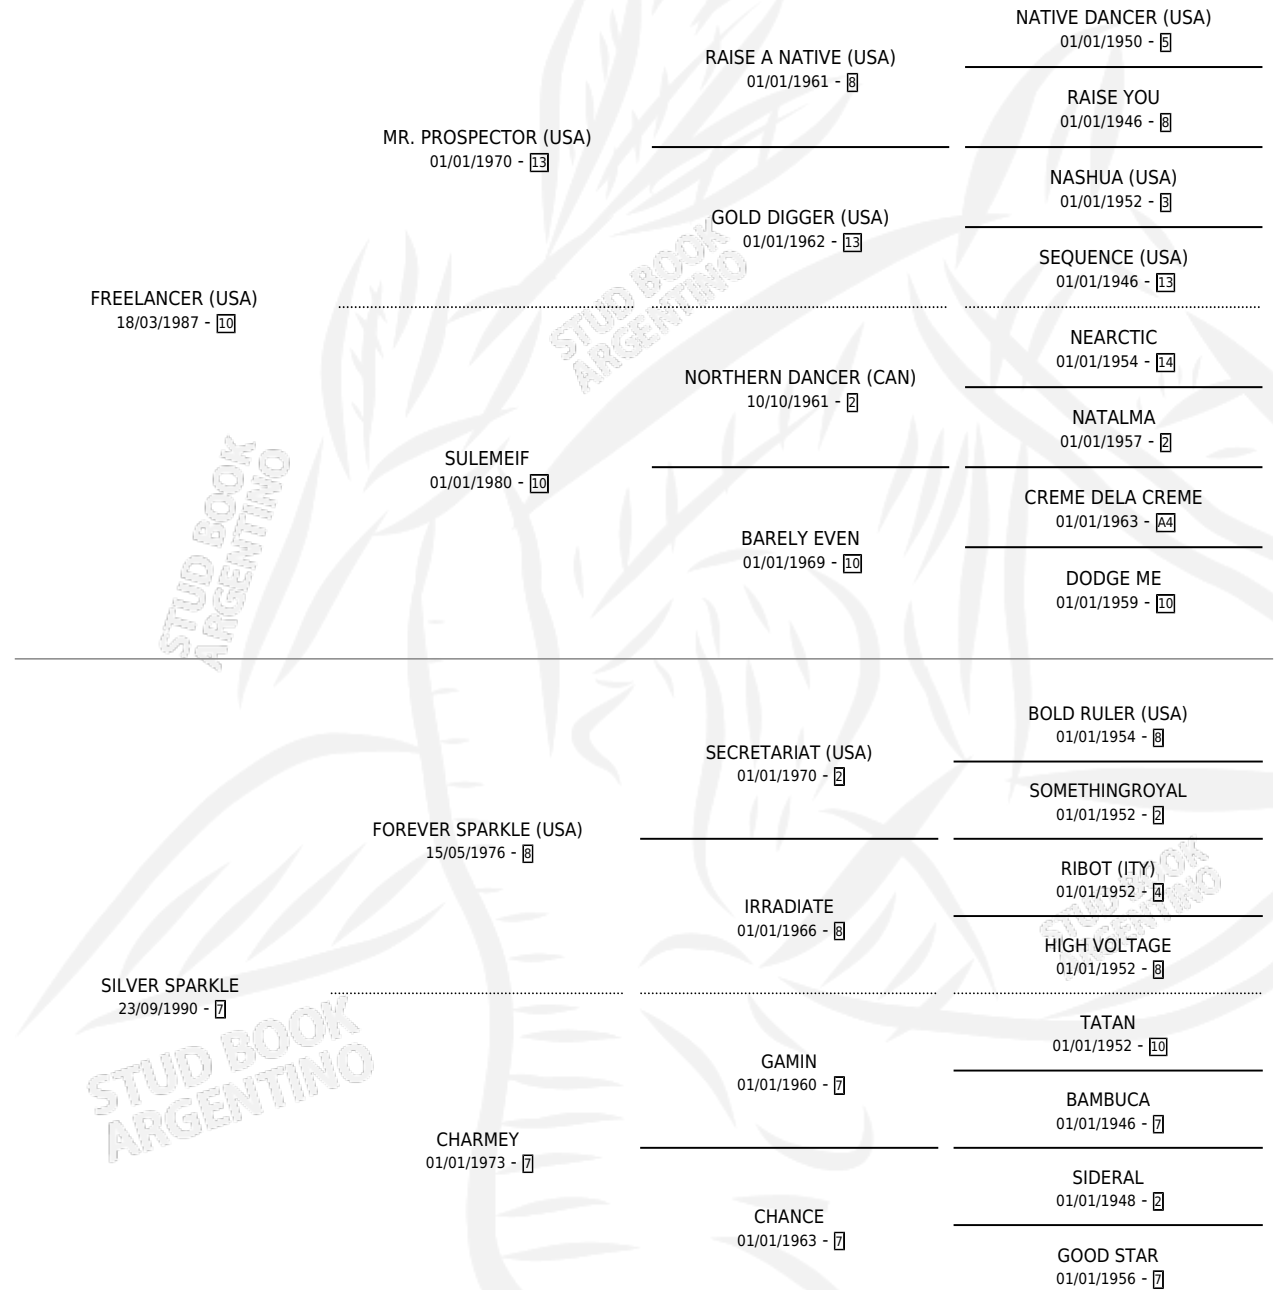 NATIVE DANCER (USA)
01/01/1950 - 5
RAISE A NATIVE (USA)
01/01/1961 - 8
RAISE YOU
01/01/1946 - 8
MR. PROSPECTOR (USA)
01/01/1970 - 13
NASHUA (USA)
01/01/1952 - 3
GOLD DIGGER (USA)
01/01/1962 - 13
SEQUENCE (USA)
01/01/1946 - 13
FREELANCER (USA)
18/03/1987 - 10
STUD BOOK
ARGENTINO
NEARCTIC
01/01/1954 - 14
NORTHERN DANCER (CAN)
10/10/1961 - 2
NATALMA
01/01/1957 - 2
SULEMEIF
01/01/1980 - 10
CREME DELA CREME
01/01/1963 - A4
BARELY EVEN
01/01/1969 - 10
DODGE ME
01/01/1959 - 10
STUD BOOK
ARGENTINO
BOLD RULER (USA)
01/01/1954 - 8
SECRETARIAT (USA)
01/01/1970 - 2
SOMETHINGROYAL
01/01/1952 - 2
FOREVER SPARKLE (USA)
15/05/1976 - 8
RIBOT (ITY)
01/01/1952 - 4
IRRADIATE
01/01/1966 - 8
HIGH VOLTAGE
01/01/1952 - 8
STUD BOOK
ARGENTINO
SILVER SPARKLE
23/09/1990 - 7
TATAN
01/01/1952 - 10
GAMIN
01/01/1960 - 7
BAMBUCA
01/01/1946 - 7
STUD BOOK
ARGENTINO
CHARMEY
01/01/1973 - 7
SIDERAL
01/01/1948 - 2
CHANCE
01/01/1963 - 7
GOOD STAR
01/01/1956 - 7